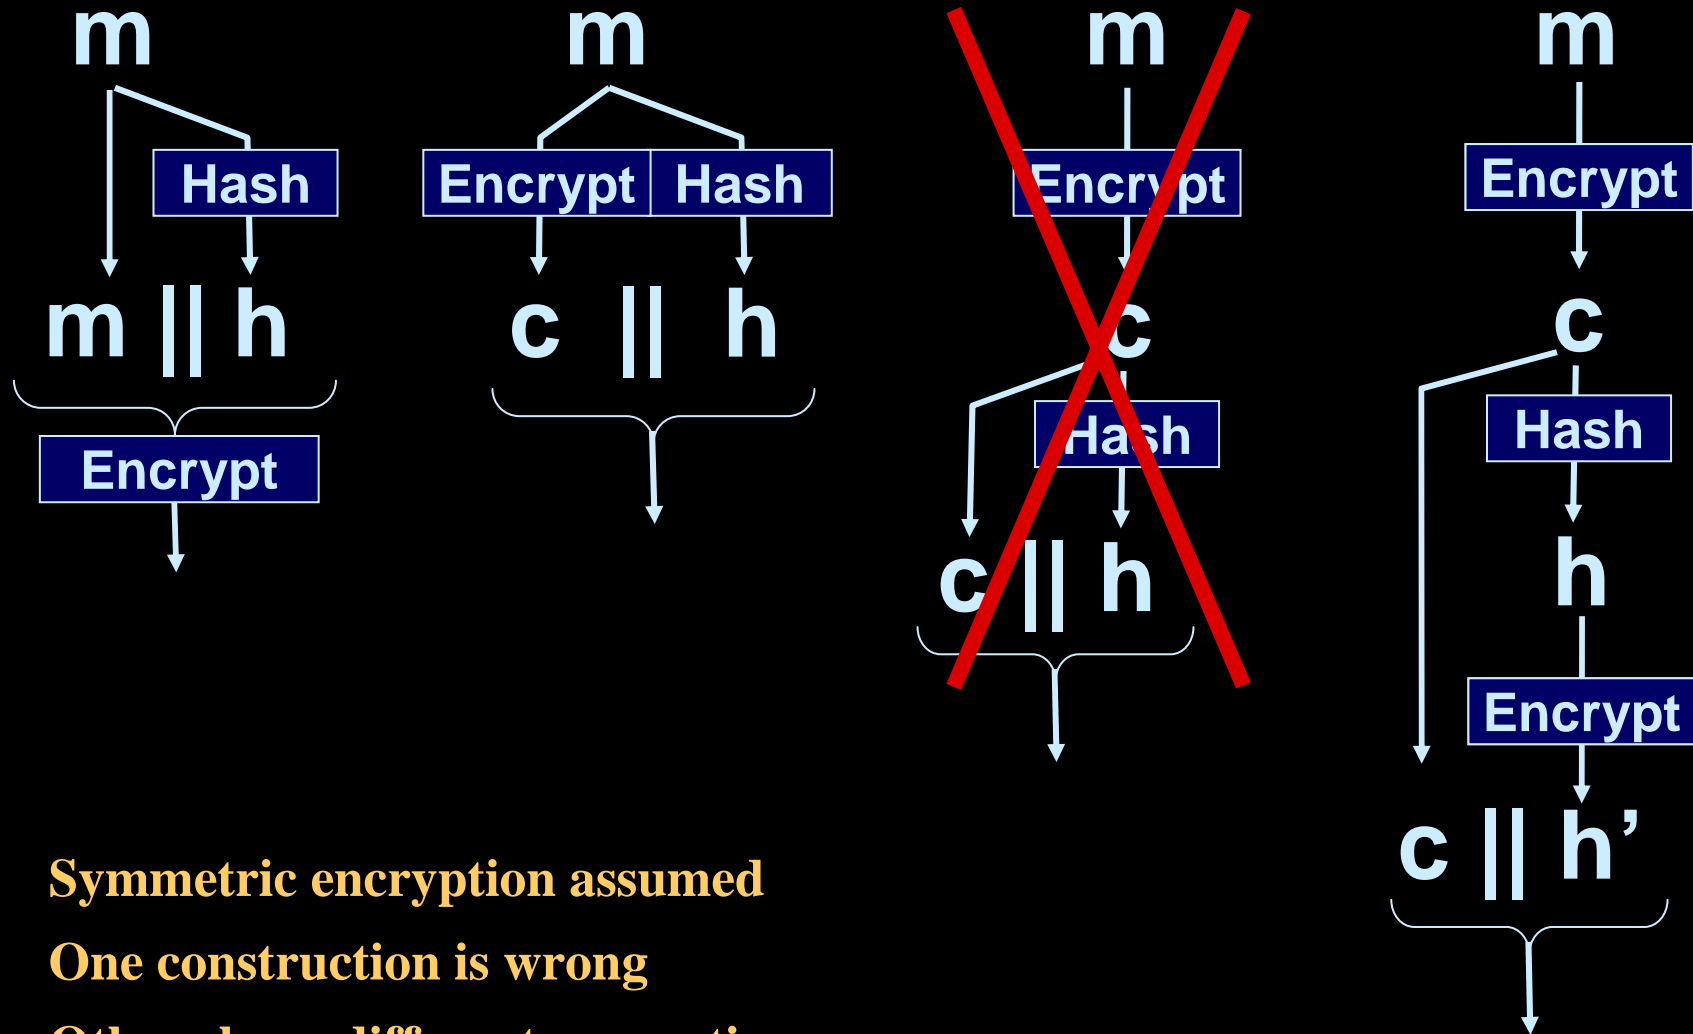 m m m m
Hash Encrypt Hash Encrypt Encrypt
m || h c || h c c
Encrypt Hash Hash
c || h h
Encrypt
c || h’
Symmetric encryption assumed
One construction is wrong